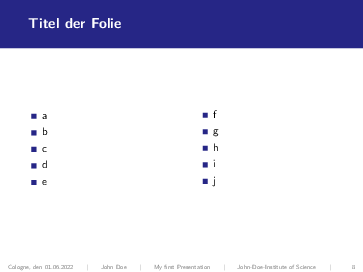 Titel der Folie
a
b
c
d
e
f
g
h
i
j
Cologne, den 01.06.2022 | John Doe | My first Presentation | John-Doe-Institute of Science | 8